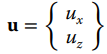 u = { u_x
u_z }